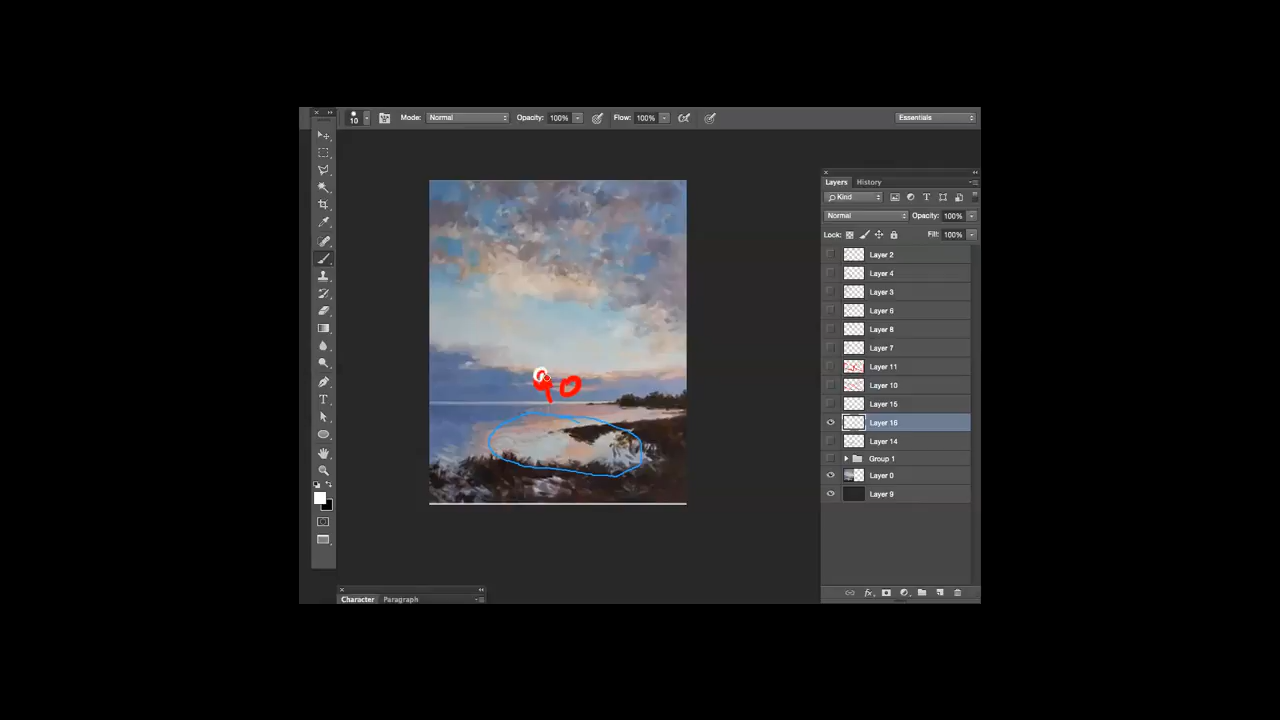 10 Mode: Normal Opacity: 100% Flow: 100% Essentials
Layers History
Kind
Normal Opacity: 100%
Lock: Fill: 100%
Layer 2
Layer 4
Layer 3
Layer 6
Layer 8
Layer 7
Layer 11
Layer 10
Layer 15
Layer 16
Layer 14
Group 1
Layer 0
Layer 9
Character Paragraph